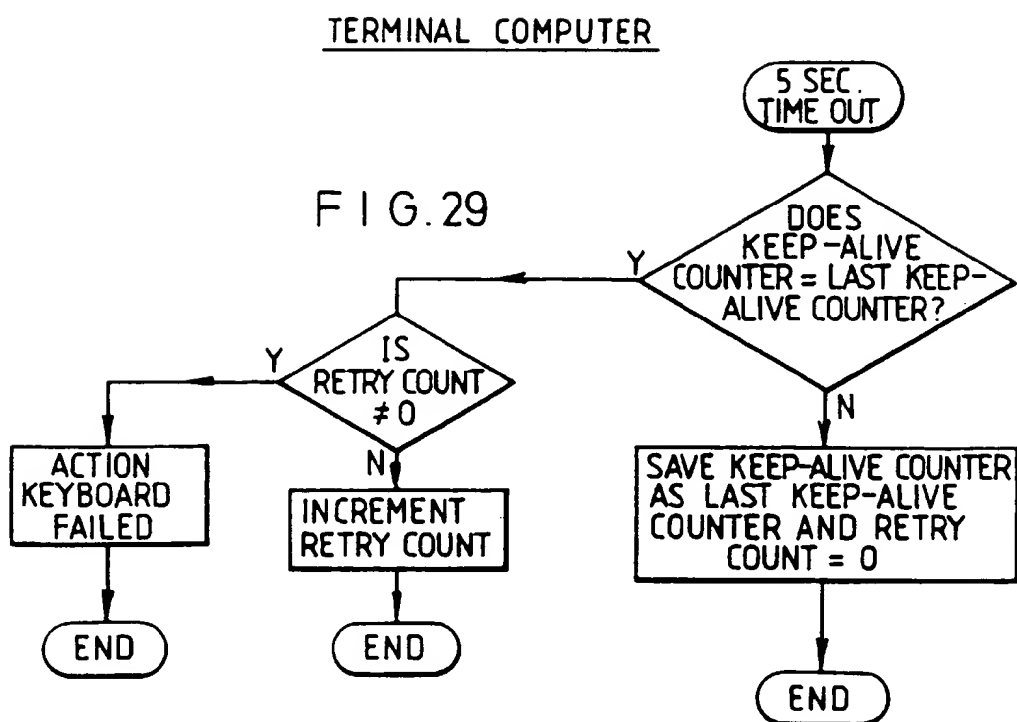 TERMINAL COMPUTER
5 SEC.
TIME OUT
FIG.29
DOES
KEEP-ALIVE
COUNTER = LAST KEEP-
ALIVE COUNTER?
Y
N
IS
RETRY COUNT
≠ 0
Y
N
ACTION
KEYBOARD
FAILED
INCREMENT
RETRY COUNT
SAVE KEEP-ALIVE COUNTER
AS LAST KEEP-ALIVE
COUNTER AND RETRY
COUNT = 0
END
END
END